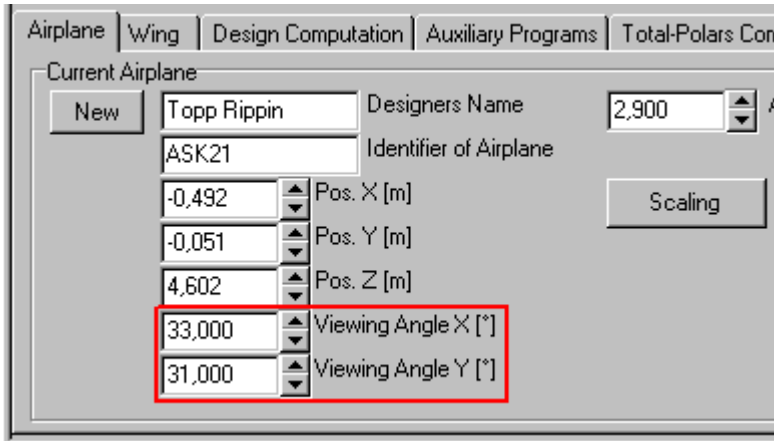 Airplane Wing Design Computation Auxiliary Programs Total-Polars Com
Current Airplane
New Topp Rippin Designers Name 2,900
ASK21 Identifier of Airplane
-0,492 Pos. X [m] Scaling
-0,051 Pos. Y [m]
4,602 Pos. Z [m]
33,000 Viewing Angle X [°]
31,000 Viewing Angle Y [°]